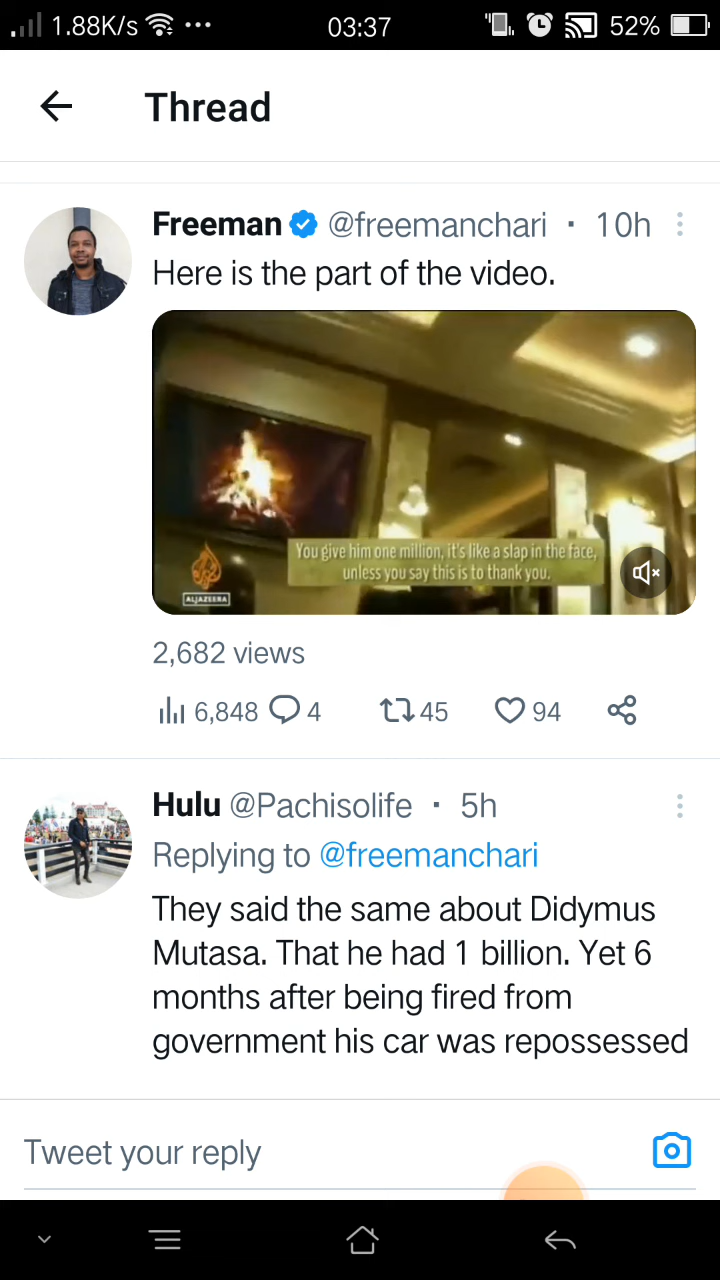 1.88K/s 03:37 52%
Thread
Freeman @freemanchari · 10h
Here is the part of the video.
You give him one million, it's like a slap in the face,
unless you say this is to thank you.
ALJAZEERA
2,682 views
6,848 4 45 94
Hulu @Pachisolife · 5h
Replying to @freemanchari
They said the same about Didymus
Mutasa. That he had 1 billion. Yet 6
months after being fired from
government his car was repossessed
Tweet your reply